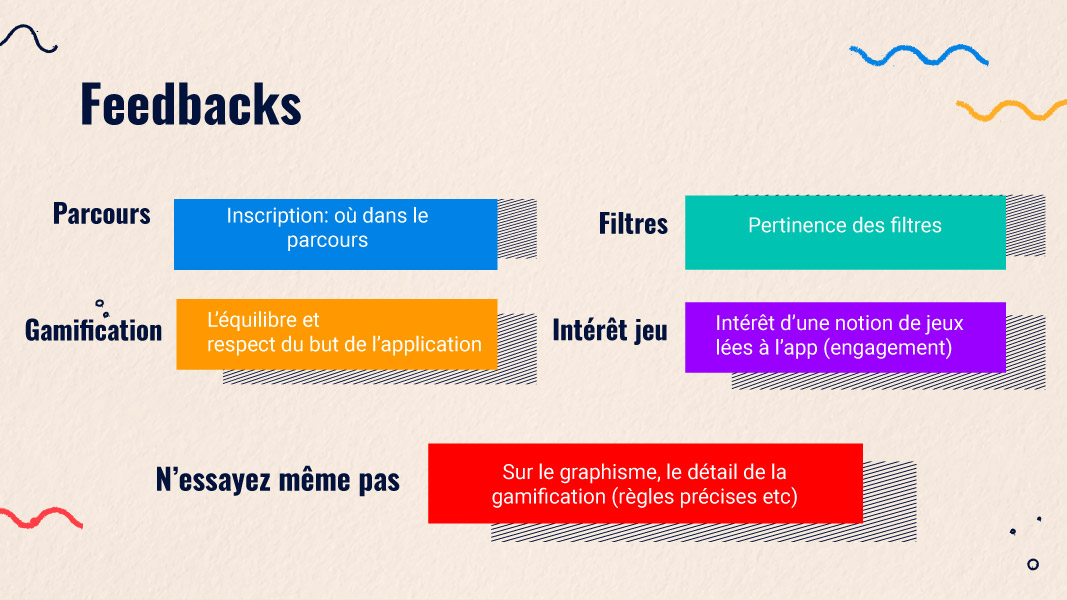 Feedbacks
Parcours
Inscription: où dans le
parcours
Filtres
Pertinence des filtres
Gamification
L’équilibre et
respect du but de l’application
Intérêt jeu
Intérêt d’une notion de jeux
lées à l’app (engagement)
N’essayez même pas
Sur le graphisme, le détail de la
gamification (règles précises etc)